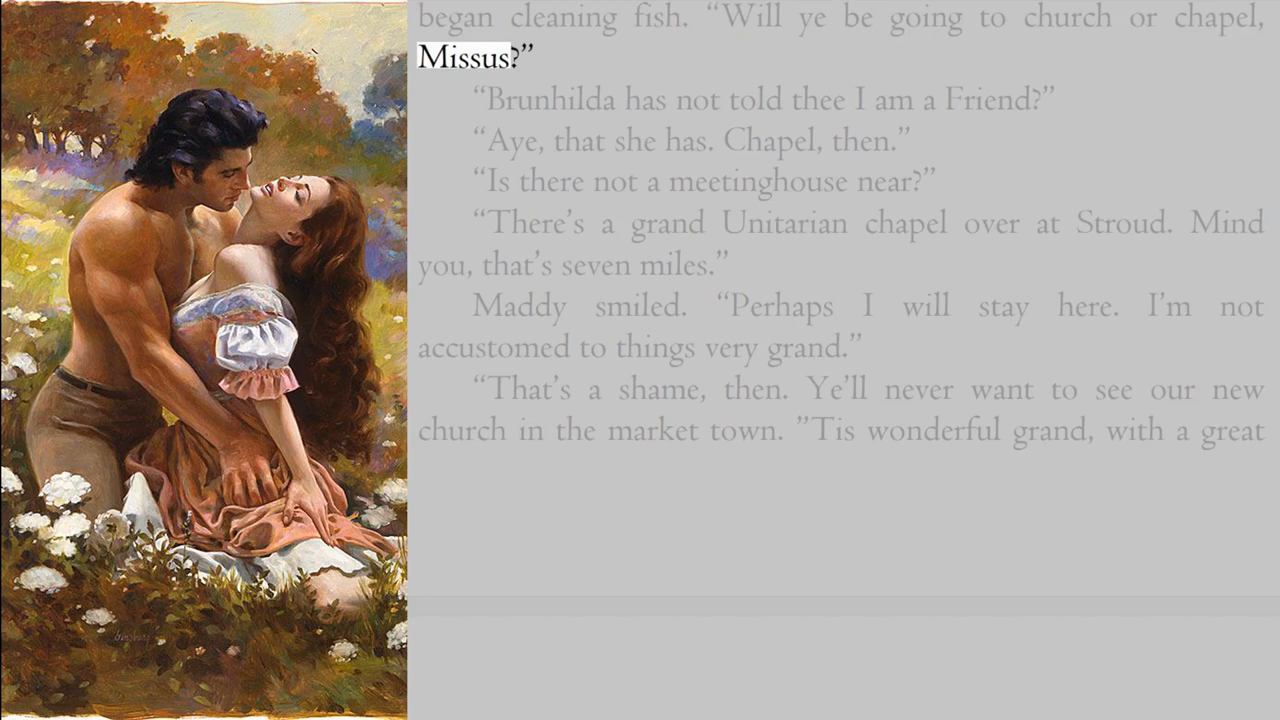 began cleaning fish. “Will ye be going to church or chapel,
Missus?”
“Brunhilda has not told thee I am a Friend?”
“Aye, that she has. Chapel, then.”
“Is there not a meetinghouse near?”
“There’s a grand Unitarian chapel over at Stroud. Mind
you, that’s seven miles.”
Maddy smiled. “Perhaps I will stay here. I’m not
accustomed to things very grand.”
“That’s a shame, then. Ye’ll never want to see our new
church in the market town. ”Tis wonderful grand, with a great